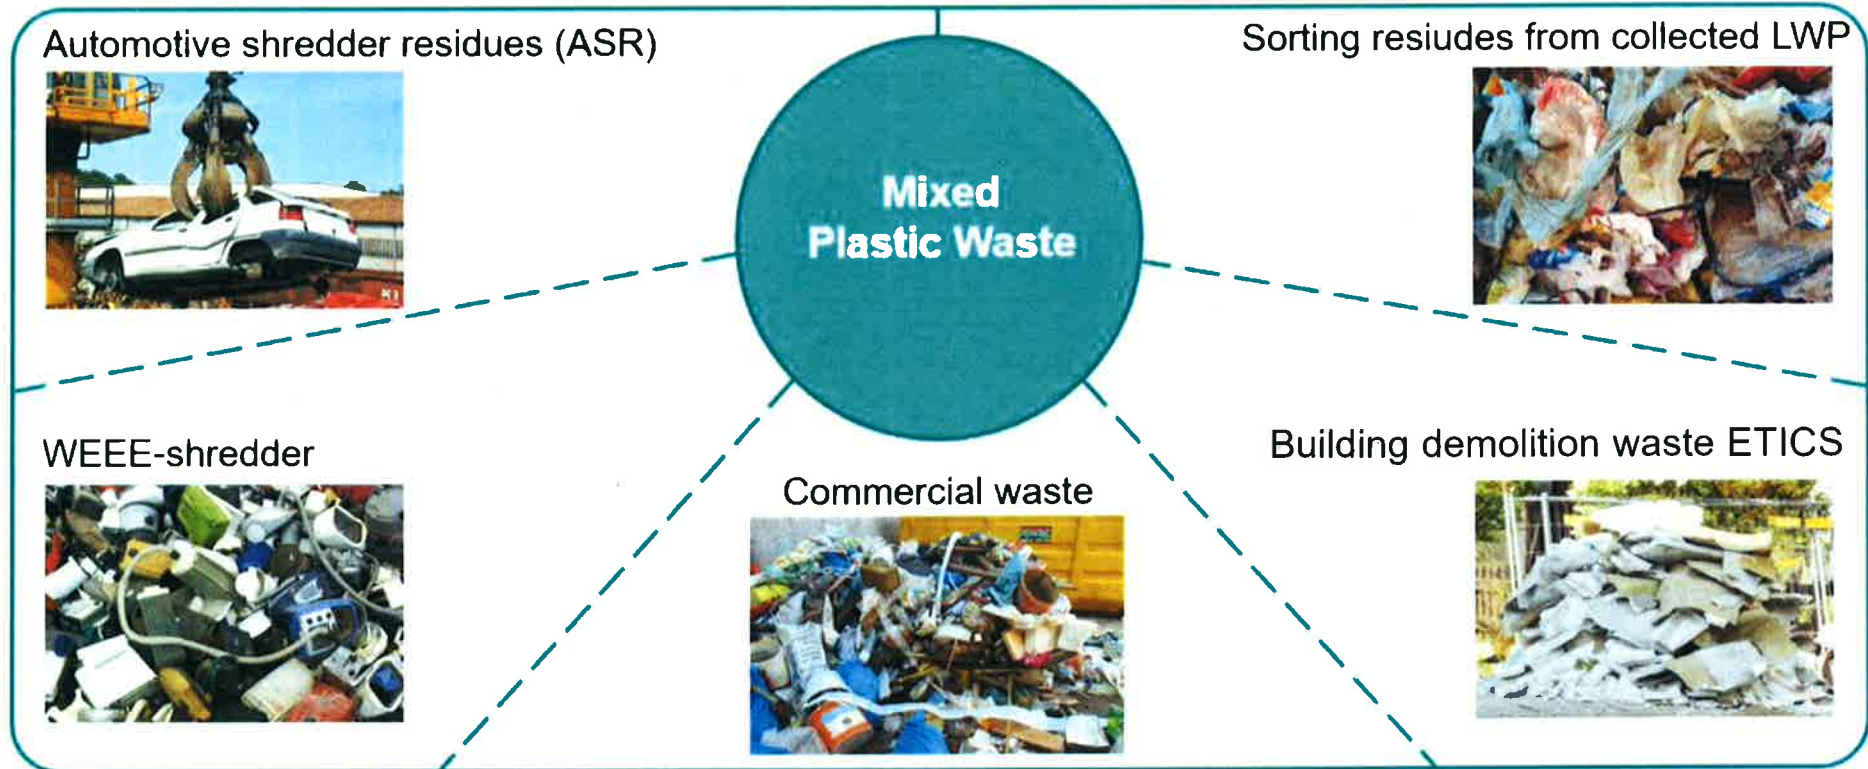 Automotive shredder residues (ASR)
Sorting resiudes from collected LWP
Mixed
Plastic Waste
WEEE-shredder
Commercial waste
Building demolition waste ETICS